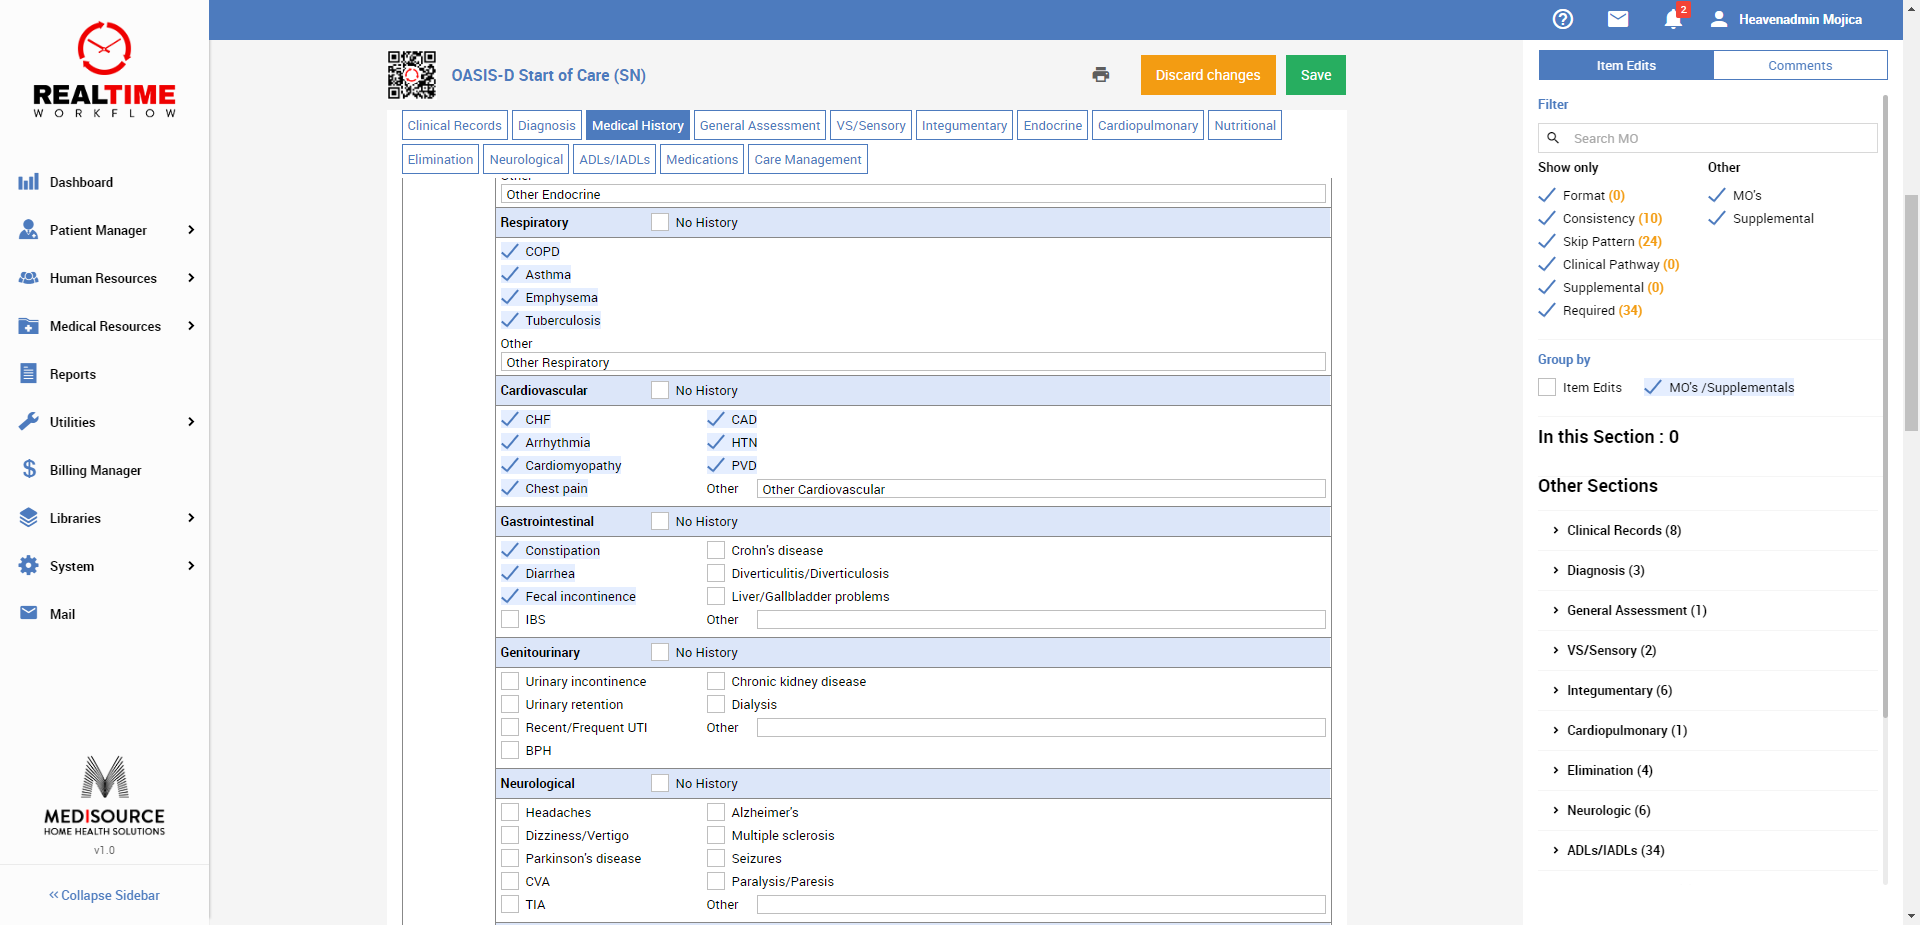 REALTIME
WORKFLOW
Dashboard
Patient Manager
Human Resources
Medical Resources
Reports
Utilities
Billing Manager
Libraries
System
Mail
MEDISOURCE
HOME HEALTH SOLUTIONS
v1.0
Collapse Sidebar
2
Heavenadmin Mojica
OASIS-D Start of Care (SN)
Discard changes
Save
Clinical Records
Diagnosis
Medical History
General Assessment
VS/Sensory
Integumentary
Endocrine
Cardiopulmonary
Nutritional
Elimination
Neurological
ADLs/IADLs
Medications
Care Management
Other
Other Endocrine
Respiratory
No History
COPD
Asthma
Emphysema
Tuberculosis
Other
Other Respiratory
Cardiovascular
No History
CHF
CAD
Arrhythmia
HTN
Cardiomyopathy
PVD
Chest pain
Other
Other Cardiovascular
Gastrointestinal
No History
Constipation
Crohn's disease
Diarrhea
Diverticulitis/Diverticulosis
Fecal incontinence
Liver/Gallbladder problems
IBS
Other
Genitourinary
No History
Urinary incontinence
Chronic kidney disease
Urinary retention
Dialysis
Recent/Frequent UTI
Other
BPH
Neurological
No History
Headaches
Alzheimer's
Dizziness/Vertigo
Multiple sclerosis
Parkinson's disease
Seizures
CVA
Paralysis/Paresis
TIA
Other
Item Edits
Comments
Filter
Search MO
Show only
Other
Format (0)
MO's
Consistency (10)
Supplemental
Skip Pattern (24)
Clinical Pathway (0)
Supplemental (0)
Required (34)
Group by
Item Edits
MO's /Supplementals
In this Section : 0
Other Sections
Clinical Records (8)
Diagnosis (3)
General Assessment (1)
VS/Sensory (2)
Integumentary (6)
Cardiopulmonary (1)
Elimination (4)
Neurologic (6)
ADLs/IADLs (34)